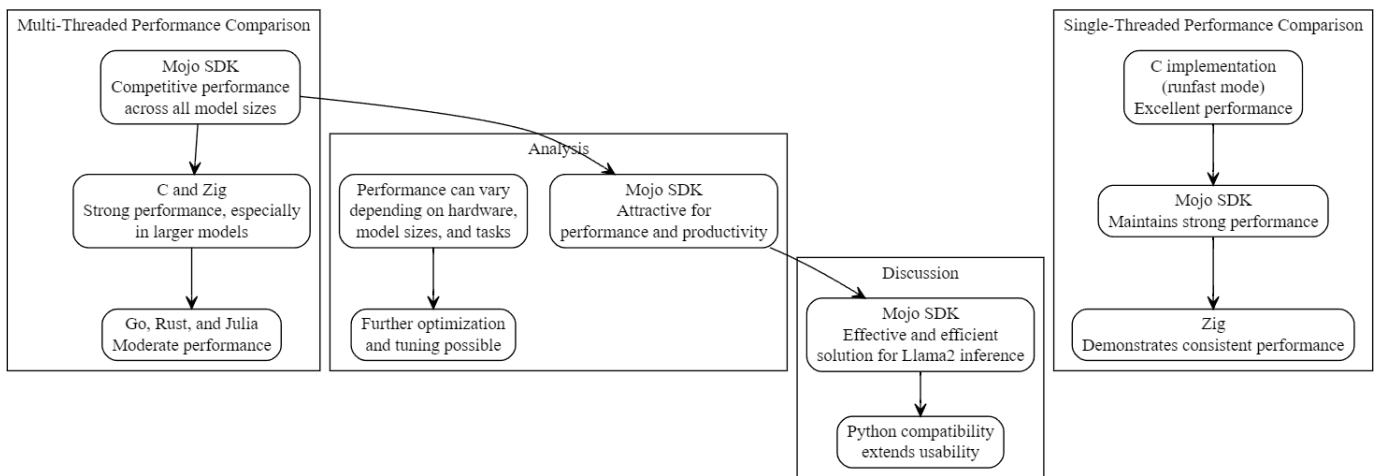 Multi-Threaded Performance Comparison
Mojo SDK
Competitive performance
across all model sizes
C and Zig
Strong performance, especially
in larger models
Go, Rust, and Julia
Moderate performance
Analysis
Performance can vary
depending on hardware,
model sizes, and tasks
Further optimization
and tuning possible
Mojo SDK
Attractive for
performance and productivity
Discussion
Mojo SDK
Effective and efficient
solution for Llama2 inference
Python compatibility
extends usability
Single-Threaded Performance Comparison
C implementation
(runfast mode)
Excellent performance
Mojo SDK
Maintains strong performance
Zig
Demonstrates consistent performance